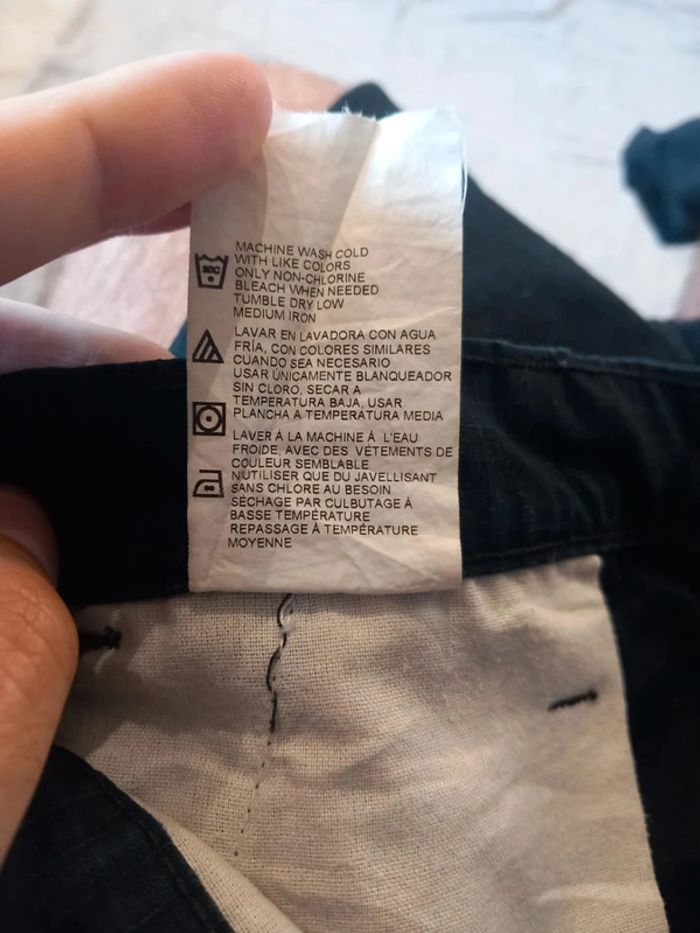 MACHINE WASH COLD
WITH LIKE COLORS
ONLY NON-CHLORINE
BLEACH WHEN NEEDED
TUMBLE DRY LOW
MEDIUM IRON
LAVAR EN LAVADORA CON AGUA
FRÍA, CON COLORES SIMILARES
CUANDO SEA NECESARIO
USAR ÚNICAMENTE BLANQUEADOR
SIN CLORO, SECAR A
TEMPERATURA BAJA, USAR
PLANCHA A TEMPERATURA MEDIA
LAVER À LA MACHINE À L'EAU
FROIDE, AVEC DES VÉTEMENTS DE
COULEUR SEMBLABLE
N'UTILISER QUE DU JAVELLISANT
SANS CHLORE AU BESOIN
SÉCHAGE PAR CULBUTAGE À
BASSE TEMPÉRATURE
REPASSAGE À TEMPÉRATURE
MOYENNE